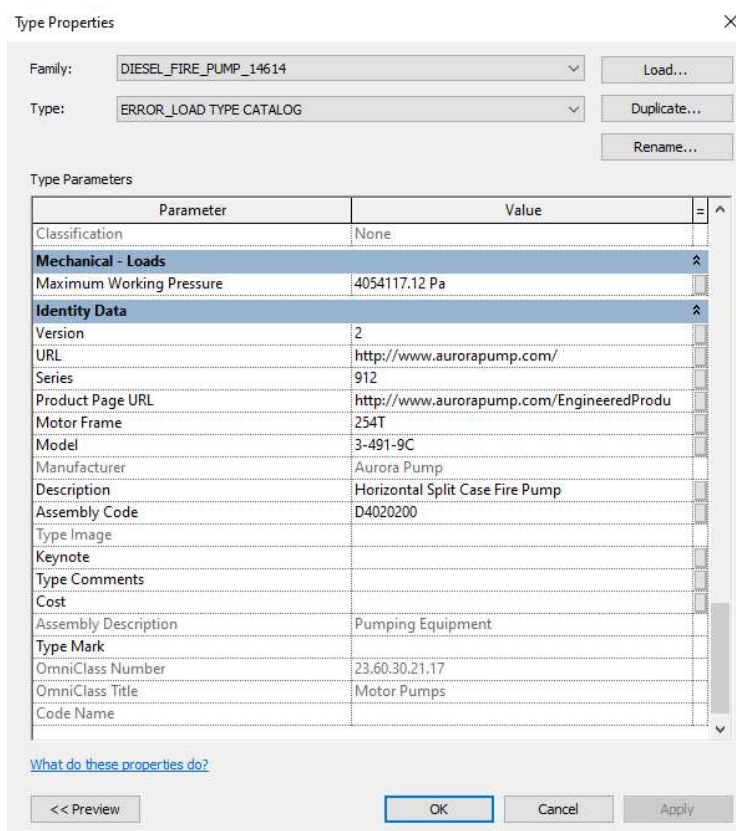 Type Properties
Family: DIESEL_FIRE_PUMP_14614 Load...
Type: ERROR_LOAD TYPE CATALOG Duplicate...
Rename...
Type Parameters
Parameter Value =
Classification None
Mechanical - Loads
Maximum Working Pressure 4054117.12 Pa
Identity Data
Version 2
URL http://www.aurorapump.com/
Series 912
Product Page URL http://www.aurorapump.com/EngineeredProdu
Motor Frame 254T
Model 3-491-9C
Manufacturer Aurora Pump
Description Horizontal Split Case Fire Pump
Assembly Code D4020200
Type Image
Keynote
Type Comments
Cost
Assembly Description Pumping Equipment
Type Mark
OmniClass Number 23.60.30.21.17
OmniClass Title Motor Pumps
Code Name
What do these properties do?
<< Preview OK Cancel Apply